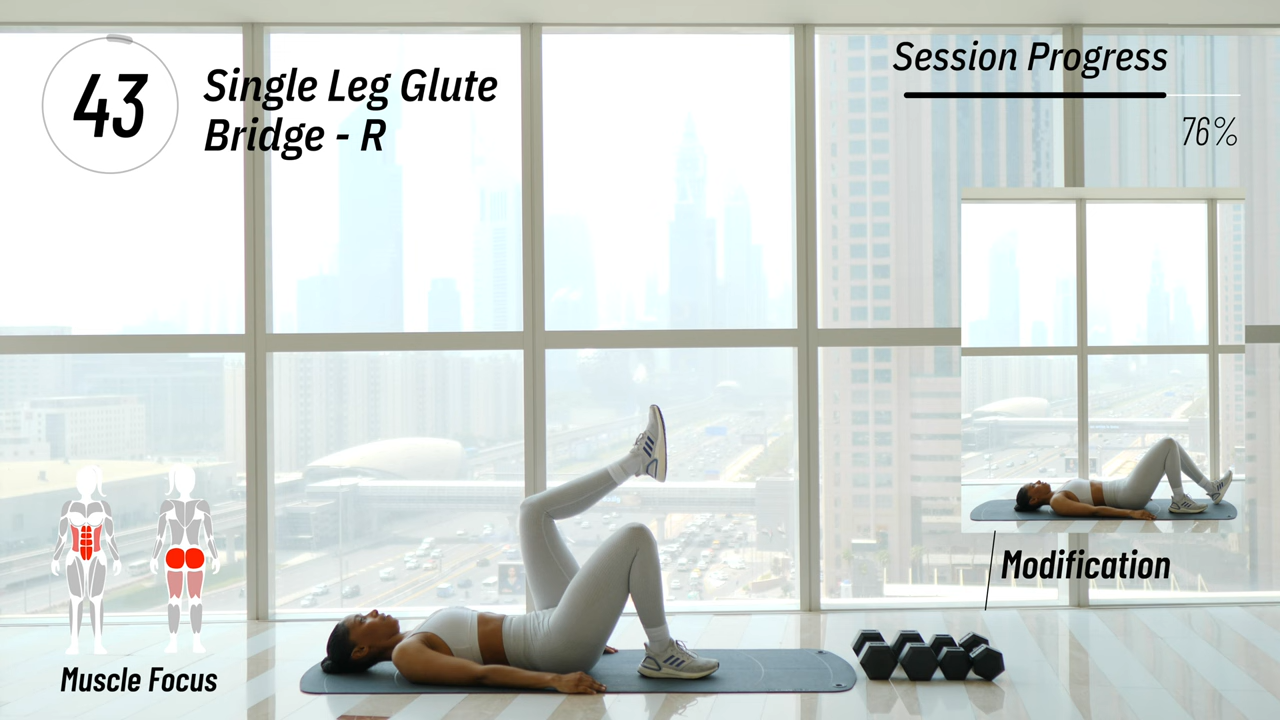 43
Single Leg Glute
Bridge - R
Session Progress
76%
Modification
Muscle Focus